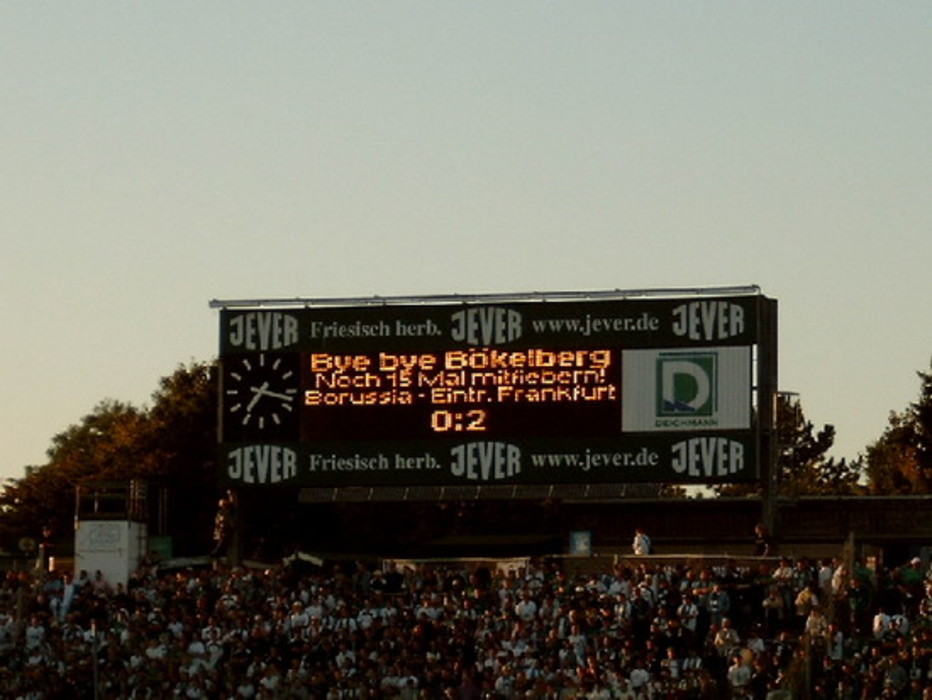 JEVER Friesisch herb. JEVER www.jever.de JEVER
Bye bye Bökelberg
Noch 15 Mal mitfiebern!
Borussia - Eintr. Frankfurt
0:2
D
DEICHMANN
JEVER Friesisch herb. JEVER www.jever.de JEVER